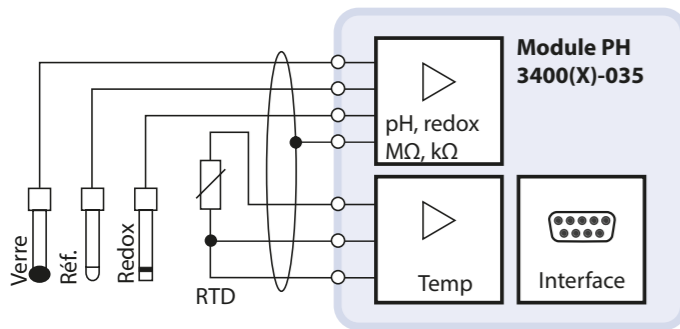 Module PH
3400(X)-035
pH, redox
MΩ, kΩ
Verre
Réf.
Redox
RTD
Temp
Interface